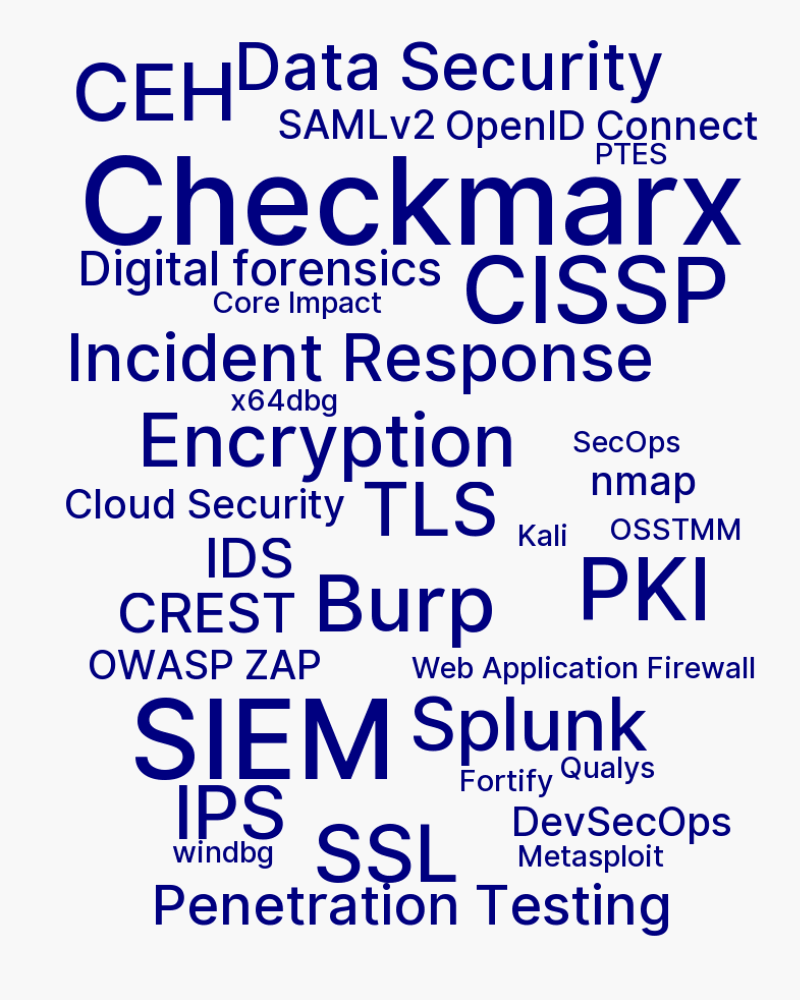 CEH
Data Security
SAMLv2
OpenID Connect
PTES
Checkmarx
Digital forensics
CISSP
Core Impact
Incident Response
x64dbg
Encryption
SecOps
nmap
Cloud Security
TLS
Kali
OSSTMM
IDS
PKI
CREST
Burp
OWASP ZAP
Web Application Firewall
SIEM
Splunk
Fortify
Qualys
IPS
DevSecOps
windbg
SSL
Metasploit
Penetration Testing